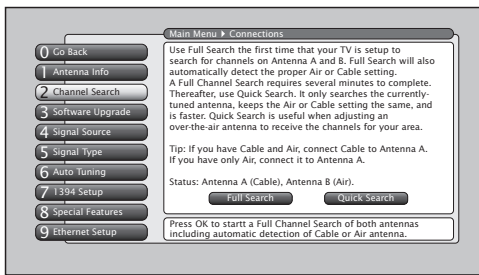 Main Menu ▸ Connections
0 Go Back
1 Antenna Info
2 Channel Search
3 Software Upgrade
4 Signal Source
5 Signal Type
6 Auto Tuning
7 1394 Setup
8 Special Features
9 Ethernet Setup
Use Full Search the first time that your TV is setup to
search for channels on Antenna A and B. Full Search will also
automatically detect the proper Air or Cable setting.
A Full Channel Search requires several minutes to complete.
Thereafter, use Quick Search. It only searches the currently-
tuned antenna, keeps the Air or Cable setting the same, and
is faster. Quick Search is useful when adjusting an
over-the-air antenna to receive the channels for your area.
Tip: If you have Cable and Air, connect Cable to Antenna A.
If you have only Air, connect it to Antenna A.
Status: Antenna A (Cable), Antenna B (Air).
Full Search Quick Search
Press OK to startt a Full Channel Search of both antennas
including automatic detection of Cable or Air antenna.